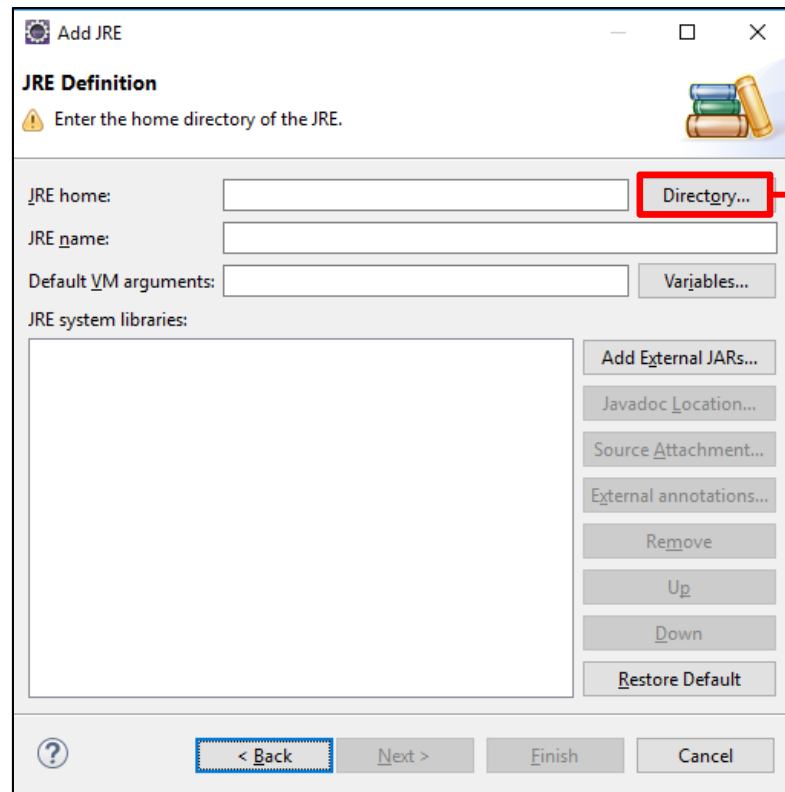 Add JRE
JRE Definition
Enter the home directory of the JRE.
JRE home:
Directory...
JRE name:
Default VM arguments:
Variables...
JRE system libraries:
Add External JARs...
Javadoc Location...
Source Attachment...
External annotations...
Remove
Up
Down
Restore Default
? < Back Next > Finish Cancel